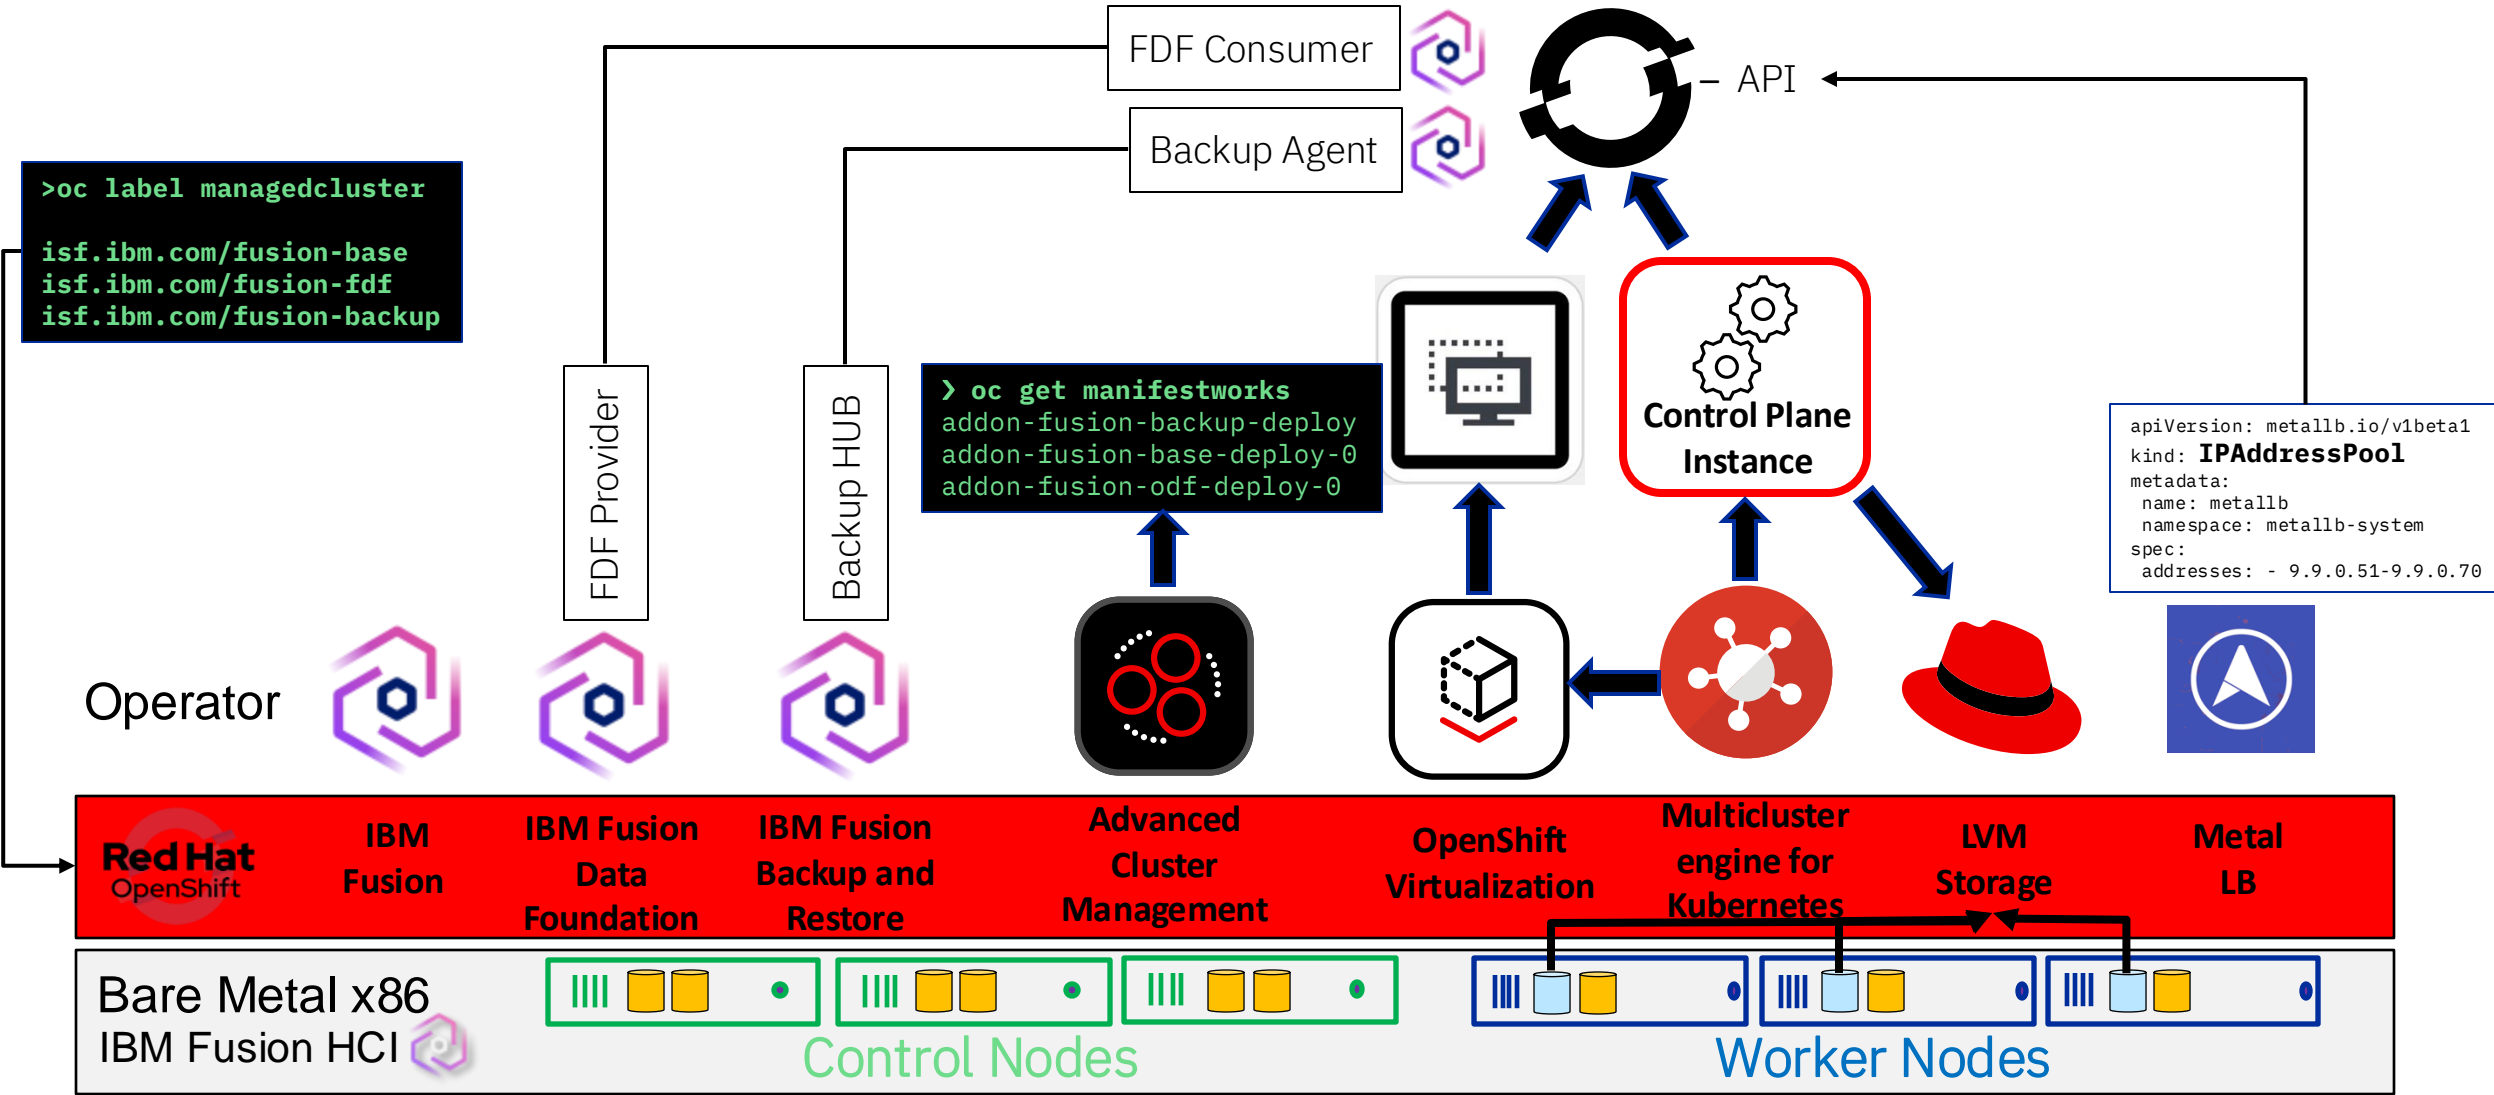 FDF Consumer
– API
Backup Agent
>oc label managedcluster
isf.ibm.com/fusion-base
isf.ibm.com/fusion-fdf
isf.ibm.com/fusion-backup
FDF Provider
Backup HUB
❯ oc get manifestworks
addon-fusion-backup-deploy
addon-fusion-base-deploy-0
addon-fusion-odf-deploy-0
Control Plane
Instance
apiVersion: metallb.io/v1beta1
kind: IPAddressPool
metadata:
name: metallb
namespace: metallb-system
spec:
addresses: - 9.9.0.51-9.9.0.70
Operator
Red Hat
OpenShift
IBM
Fusion
IBM Fusion
Data
Foundation
IBM Fusion
Backup and
Restore
Advanced
Cluster
Management
OpenShift
Virtualization
Multicluster
engine for
Kubernetes
LVM
Storage
Metal
LB
Bare Metal x86
IBM Fusion HCI
Control Nodes
Worker Nodes